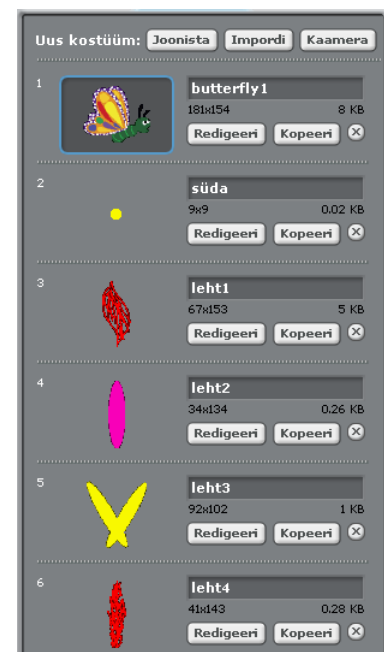 Uus kostüüm: Joonista Impordi Kaamera
1
butterfly1
181x154 8 KB
Redigeeri Kopeeri
2
süda
9x9 0.02 KB
Redigeeri Kopeeri
3
leht1
67x153 5 KB
Redigeeri Kopeeri
4
leht2
34x134 0.26 KB
Redigeeri Kopeeri
5
leht3
92x102 1 KB
Redigeeri Kopeeri
6
leht4
41x143 0.28 KB
Redigeeri Kopeeri